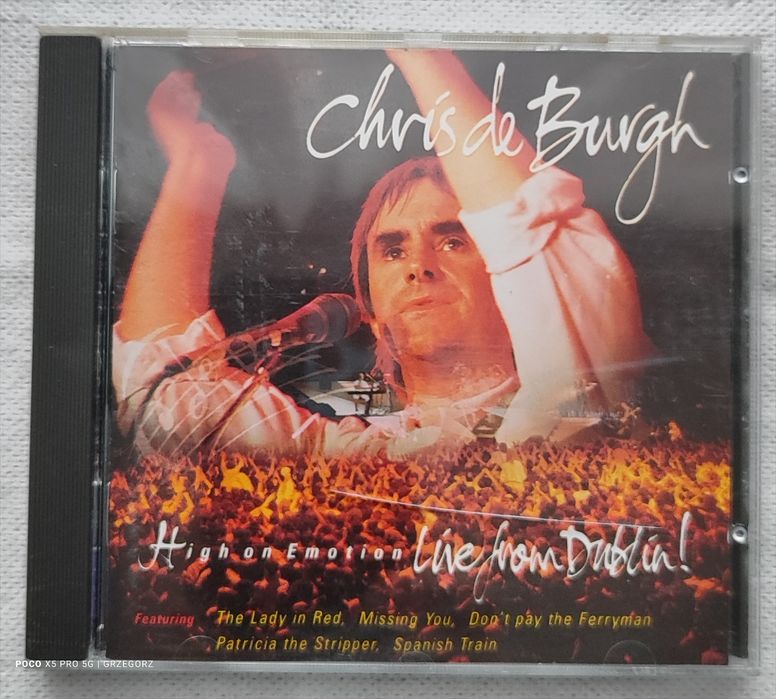 Chris de Burgh
High on Emotion Live from Dublin!
Featuring The Lady in Red, Missing You, Don't pay the Ferryman
Patricia the Stripper, Spanish Train
POCO X5 PRO 5G | GRZEGORZ